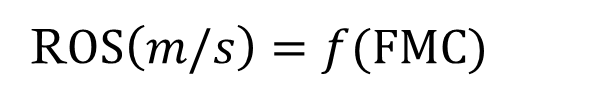 ROS(m/s) = f(FMC)